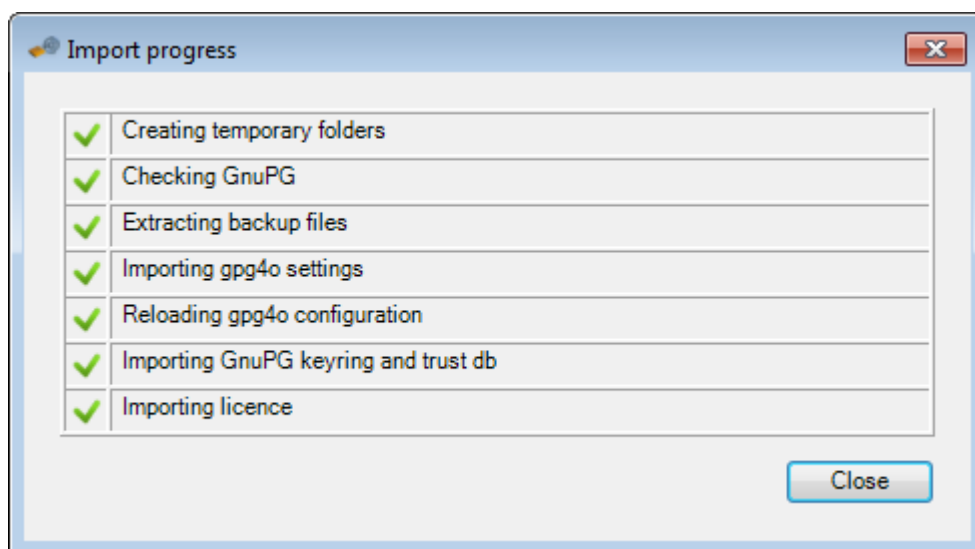 Import progress
Creating temporary folders
Checking GnuPG
Extracting backup files
Importing gpg4o settings
Reloading gpg4o configuration
Importing GnuPG keyring and trust db
Importing licence
Close